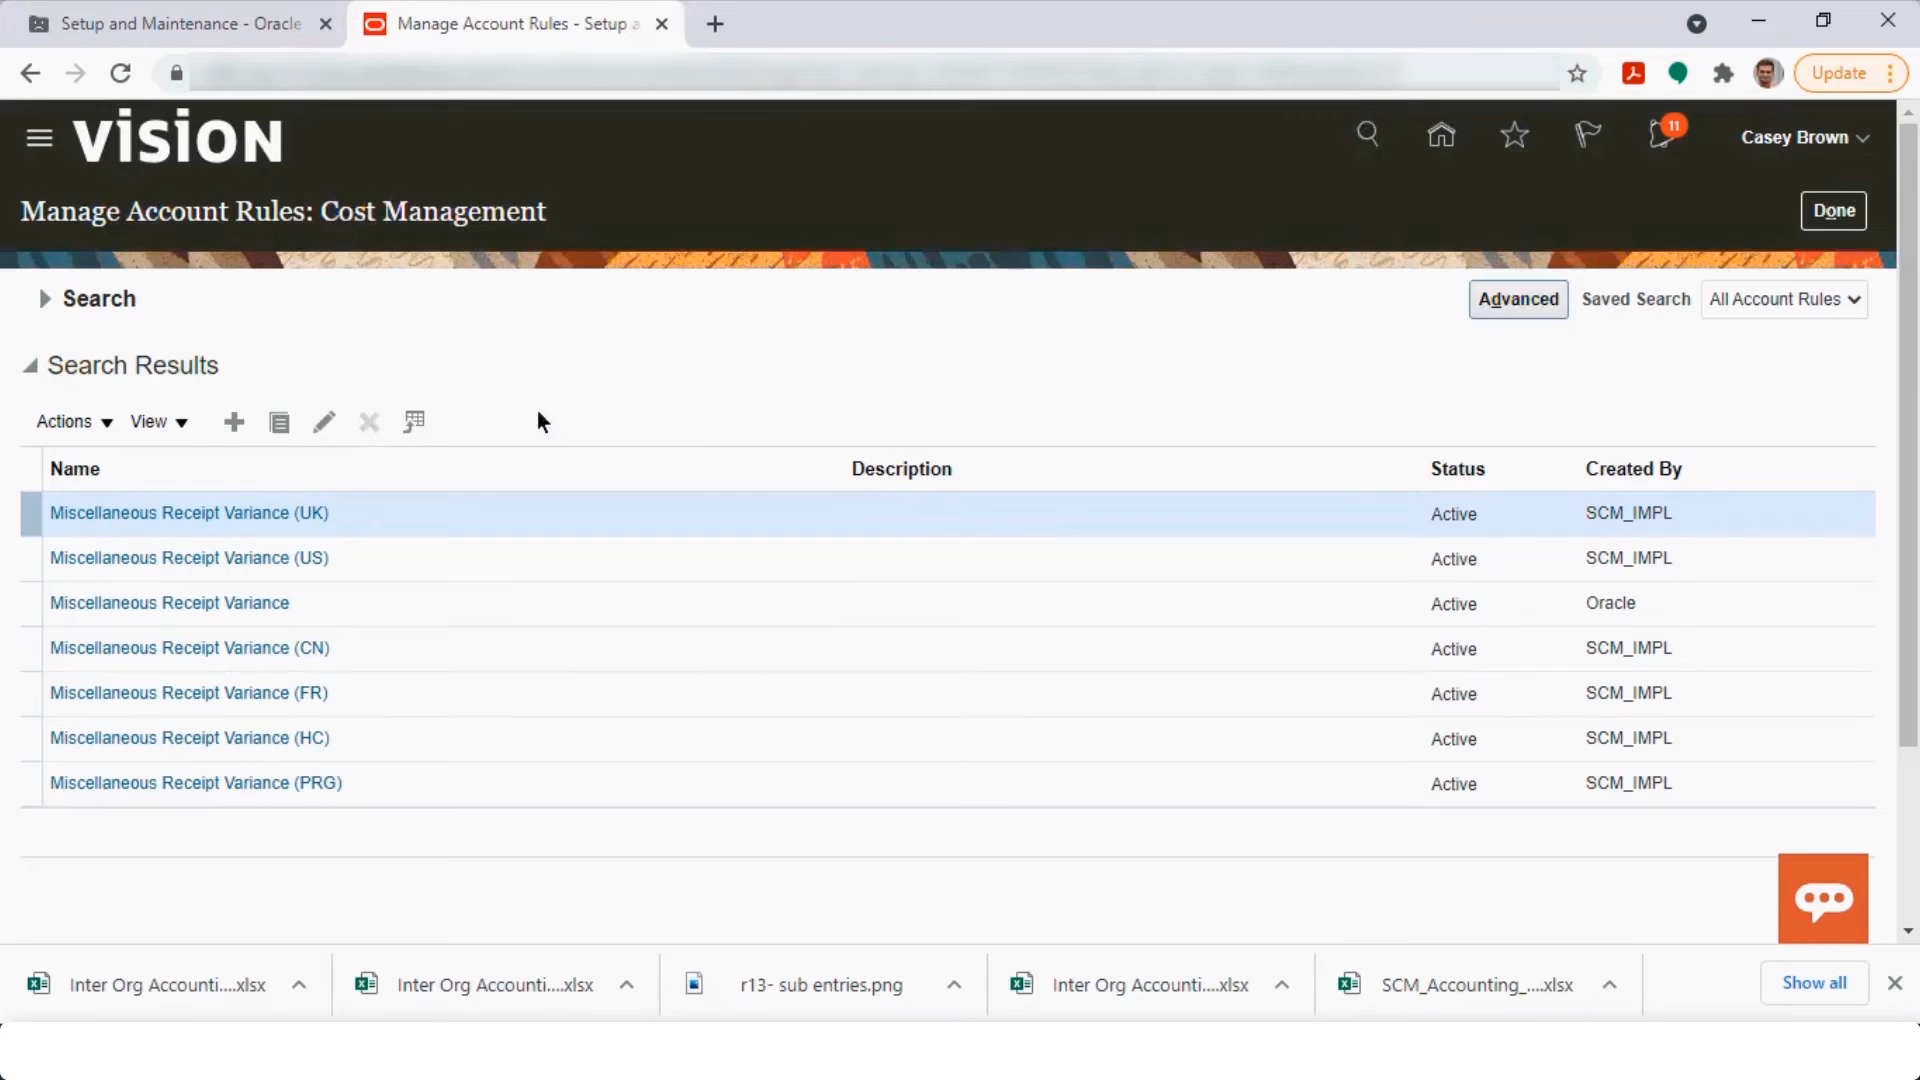 Setup and Maintenance - Oracle
Manage Account Rules - Setup a
Update
vision
11
Casey Brown
Manage Account Rules: Cost Management
Done
Search
Advanced
Saved Search
All Account Rules
Search Results
Actions
View
Name
Description
Status
Created By
Miscellaneous Receipt Variance (UK)
Active
SCM_IMPL
Miscellaneous Receipt Variance (US)
Active
SCM_IMPL
Miscellaneous Receipt Variance
Active
Oracle
Miscellaneous Receipt Variance (CN)
Active
SCM_IMPL
Miscellaneous Receipt Variance (FR)
Active
SCM_IMPL
Miscellaneous Receipt Variance (HC)
Active
SCM_IMPL
Miscellaneous Receipt Variance (PRG)
Active
SCM_IMPL
Inter Org Accounti....xlsx
Inter Org Accounti....xlsx
r13- sub entries.png
Inter Org Accounti....xlsx
SCM_Accounting_....xlsx
Show all